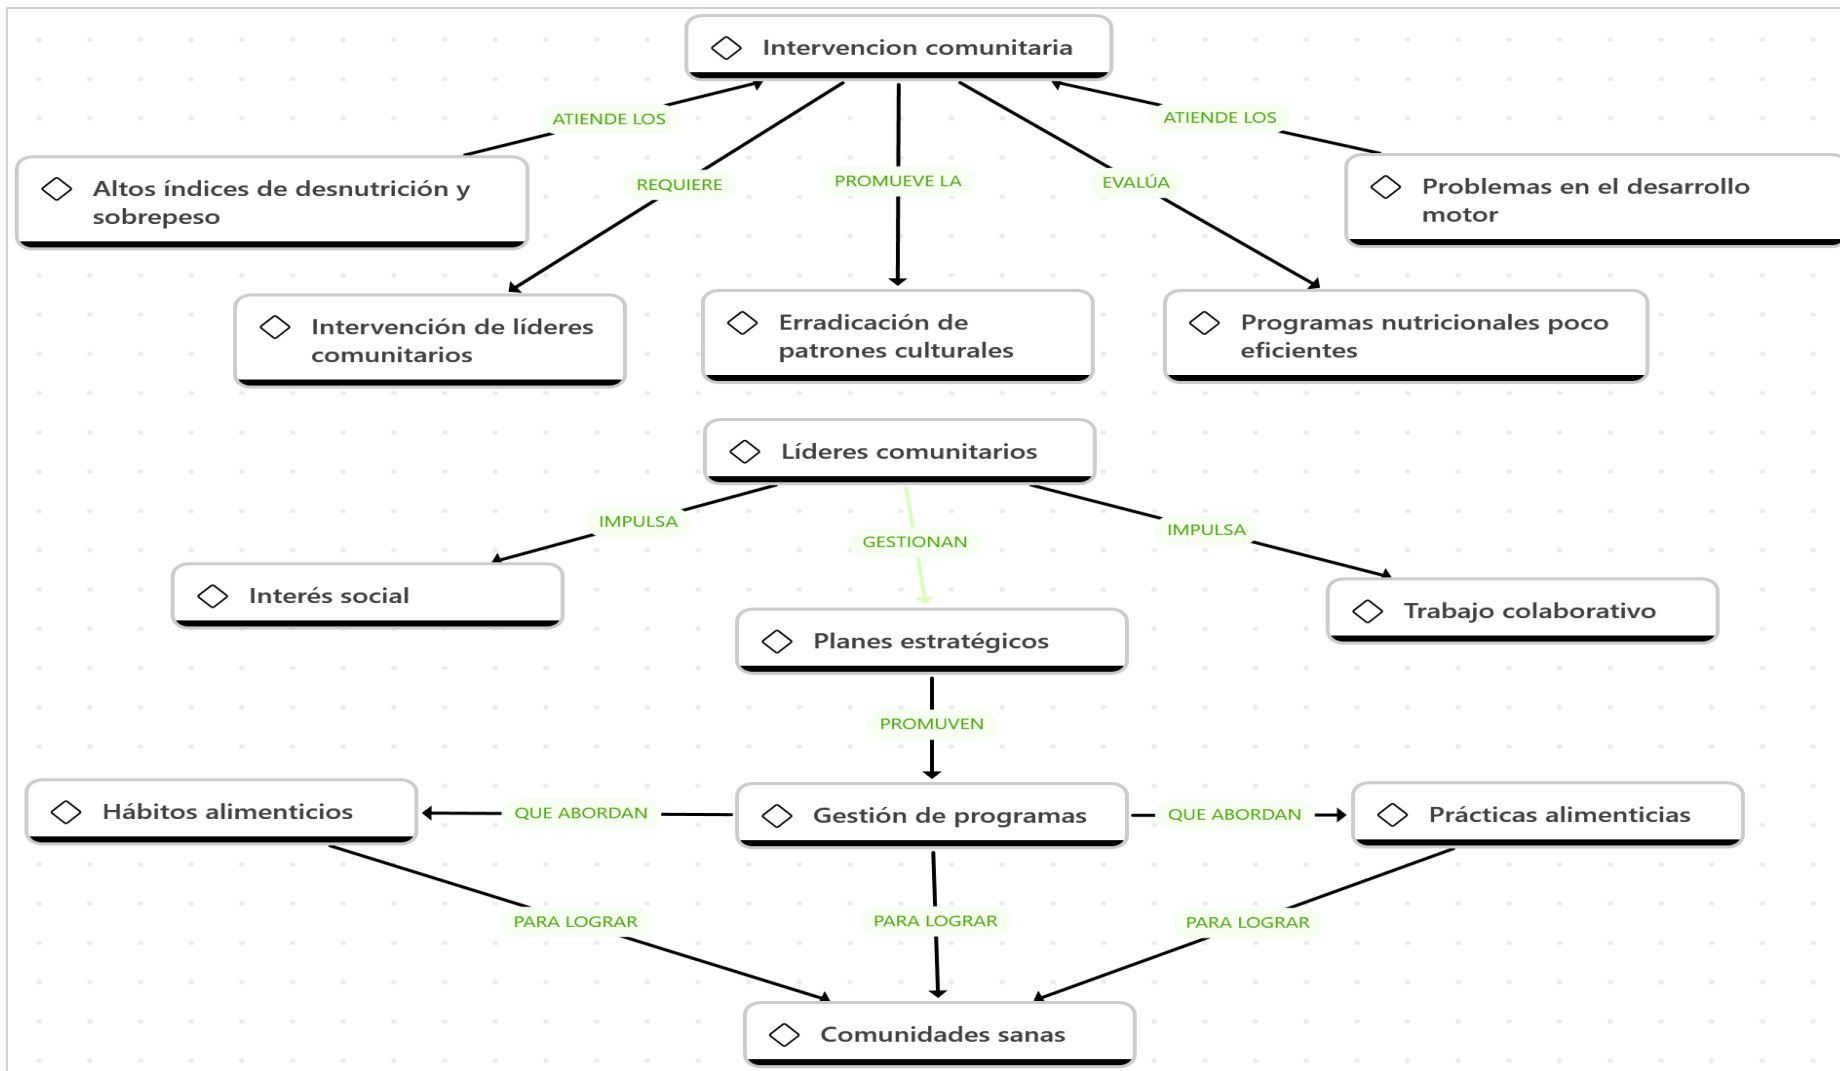 Intervencion comunitaria
ATIENDE LOS
ATIENDE LOS
Altos índices de desnutrición y
sobrepeso
REQUIERE
PROMUEVE LA
EVALÚA
Problemas en el desarrollo
motor
Intervención de líderes
comunitarios
Erradicación de
patrones culturales
Programas nutricionales poco
eficientes
Líderes comunitarios
IMPULSA
GESTIONAN
IMPULSA
Interés social
Trabajo colaborativo
Planes estratégicos
PROMUVEN
Hábitos alimenticios
QUE ABORDAN
Gestión de programas
QUE ABORDAN
Prácticas alimenticias
PARA LOGRAR
PARA LOGRAR
PARA LOGRAR
Comunidades sanas